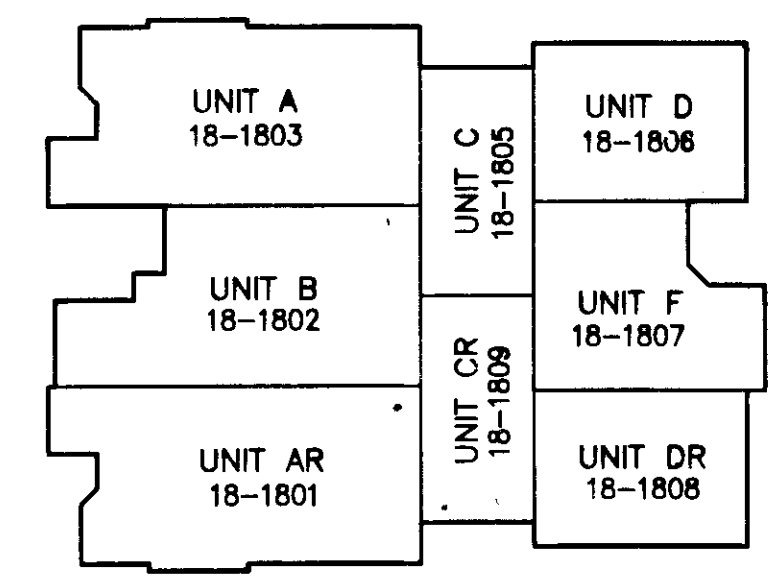 UNIT A
18-1803
UNIT C
18-1805
UNIT D
18-1806
UNIT B
18-1802
UNIT F
18-1807
UNIT CR
18-1809
UNIT AR
18-1801
UNIT DR
18-1808